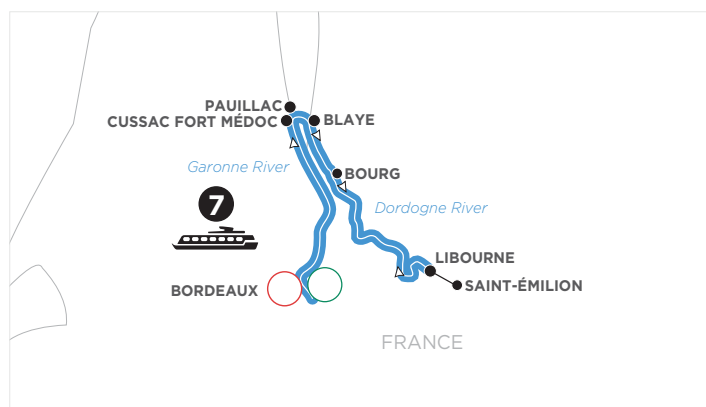 PAUILLAC
CUSSAC FORT MÉDOC
BLAYE
Garonne River
BOURG
7
Dordogne River
LIBOURNE
BORDEAUX
SAINT-ÉMILION
FRANCE